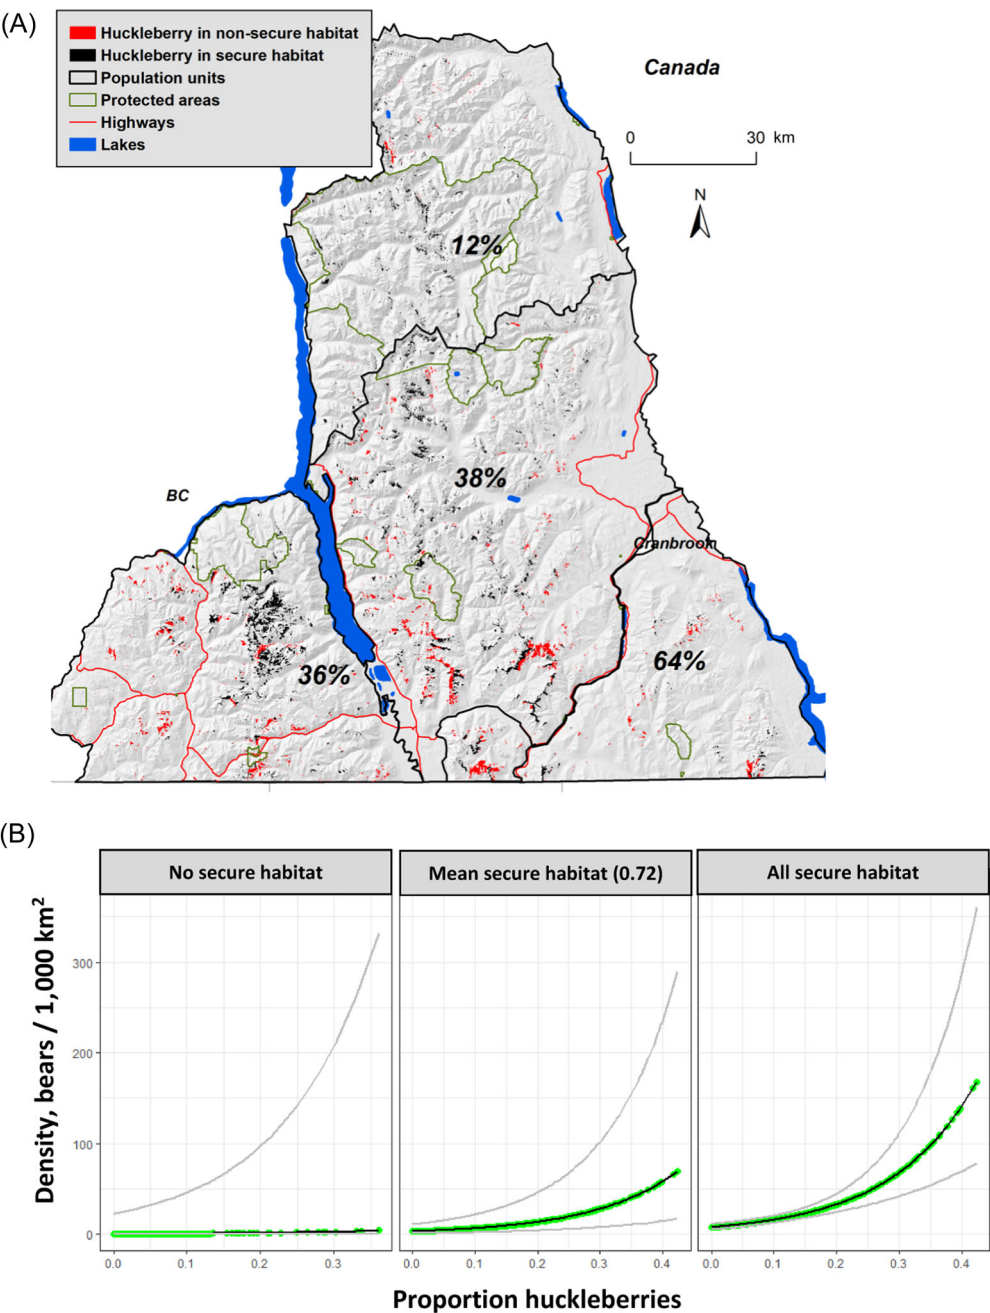 (A)
Huckleberry in non-secure habitat
Huckleberry in secure habitat
Population units
Protected areas
Highways
Lakes
Canada
0 30 km
N
12%
38%
BC
Cranbrook
36%
64%
(B)
No secure habitat
Mean secure habitat (0.72)
All secure habitat
Density, bears / 1,000 km²
300
200
100
0
0.0 0.1 0.2 0.3
0.0 0.1 0.2 0.3 0.4
0.0 0.1 0.2 0.3 0.4
Proportion huckleberries